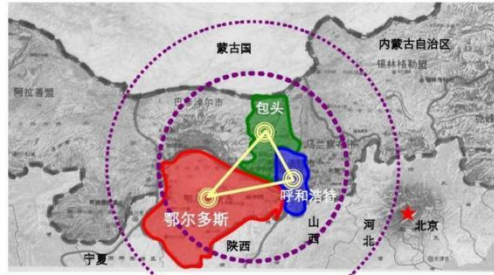 蒙古国
内蒙古自治区
锡林格勒盟
阿拉善盟
包头
呼和浩特
鄂尔多斯
山西
河北
北京
陕西
宁夏